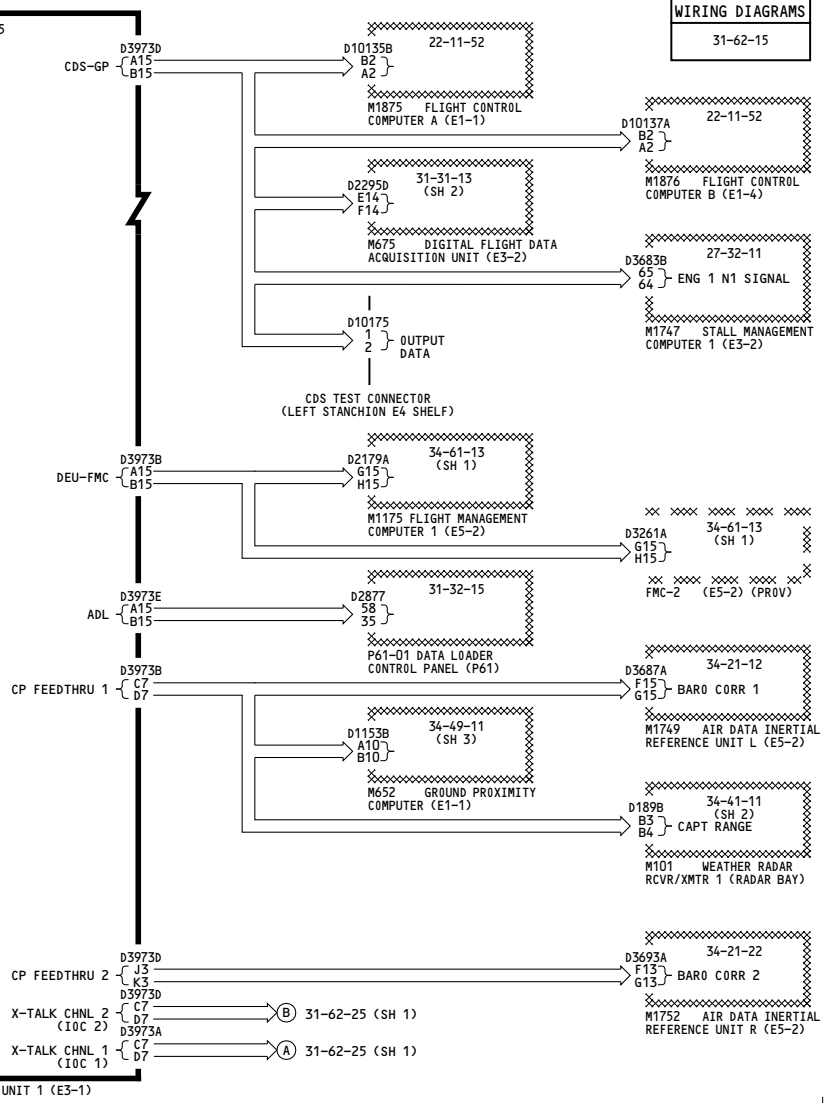 WIRING DIAGRAMS
31-62-15
5
D3973D
CDS-GP
A15
B15
D10135B
B2
A2
22-11-52
M1875 FLIGHT CONTROL
COMPUTER A (E1-1)
D10137A
B2
A2
22-11-52
M1876 FLIGHT CONTROL
COMPUTER B (E1-4)
D2295D
E14
F14
31-31-13
(SH 2)
M675 DIGITAL FLIGHT DATA
ACQUISITION UNIT (E3-2)
D3683B
65
64
ENG 1 N1 SIGNAL
27-32-11
M1747 STALL MANAGEMENT
COMPUTER 1 (E3-2)
D10175
1
2
OUTPUT
DATA
CDS TEST CONNECTOR
(LEFT STANCHION E4 SHELF)
D3973B
DEU-FMC
A15
B15
D2179A
G15
H15
34-61-13
(SH 1)
M1175 FLIGHT MANAGEMENT
COMPUTER 1 (E5-2)
D3261A
G15
H15
34-61-13
(SH 1)
FMC-2 (E5-2) (PROV)
D3973E
ADL
A15
B15
D2877
58
35
31-32-15
P61-01 DATA LOADER
CONTROL PANEL (P61)
D3973B
CP FEEDTHRU 1
C7
D7
D3687A
F15
G15
BARO CORR 1
34-21-12
M1749 AIR DATA INERTIAL
REFERENCE UNIT L (E5-2)
D1153B
A10
B10
34-49-11
(SH 3)
M652 GROUND PROXIMITY
COMPUTER (E1-1)
D189B
B3
B4
CAPT RANGE
34-41-11
(SH 2)
M101 WEATHER RADAR
RCVR/XMTR 1 (RADAR BAY)
D3973D
CP FEEDTHRU 2
J3
K3
D3693A
F13
G13
BARO CORR 2
34-21-22
M1752 AIR DATA INERTIAL
REFERENCE UNIT R (E5-2)
D3973D
X-TALK CHNL 2
(IOC 2)
C7
D7
B 31-62-25 (SH 1)
D3973A
X-TALK CHNL 1
(IOC 1)
C7
D7
A 31-62-25 (SH 1)
UNIT 1 (E3-1)